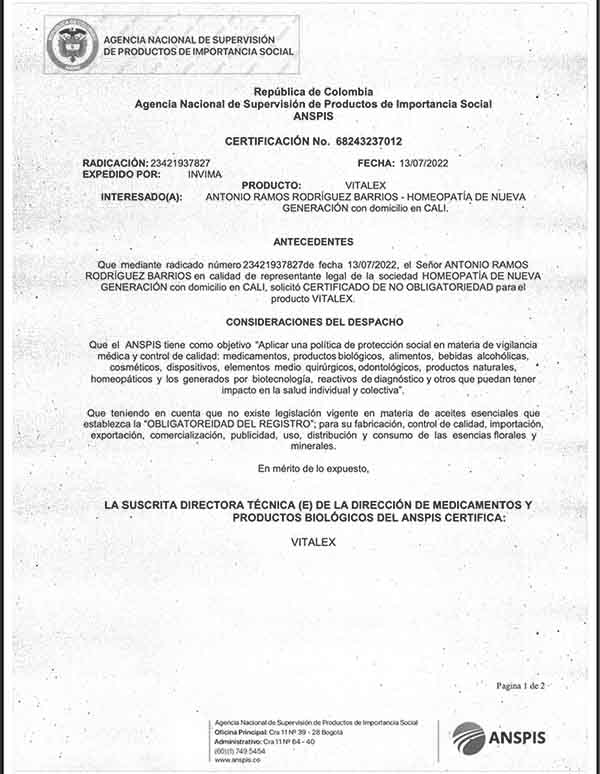 AGENCIA NACIONAL DE SUPERVISIÓN
DE PRODUCTOS DE IMPORTANCIA SOCIAL
República de Colombia
Agencia Nacional de Supervisión de Productos de Importancia Social
ANSPIS
CERTIFICACIÓN No. 68243237012
RADICACIÓN: 23421937827 FECHA: 13/07/2022
EXPEDIDO POR: INVIMA
PRODUCTO: VITALEX
INTERESADO(A): ANTONIO RAMOS RODRÍGUEZ BARRIOS - HOMEOPATÍA DE NUEVA
GENERACIÓN con domicilio en CALI.
ANTECEDENTES
Que mediante radicado número 23421937827de fecha 13/07/2022, el Señor ANTONIO RAMOS
RODRÍGUEZ BARRIOS en calidad de representante legal de la sociedad HOMEOPATÍA DE NUEVA
GENERACIÓN con domicilio en CALI, solicitó CERTIFICADO DE NO OBLIGATORIEDAD para el
producto VITALEX.
CONSIDERACIONES DEL DESPACHO
Que el ANSPIS tiene como objetivo "Aplicar una política de protección social en materia de vigilancia
médica y control de calidad: medicamentos, productos biológicos, alimentos, bebidas alcohólicas,
cosméticos, dispositivos, elementos medio quirúrgicos, odontológicos, productos naturales,
homeopáticos y los generados por biotecnología, reactivos de diagnóstico y otros que puedan tener
impacto en la salud individual y colectiva".
Que teniendo en cuenta que no existe legislación vigente en materia de aceites esenciales que
establezca la "OBLIGATOREIDAD DEL REGISTRO"; para su fabricación, control de calidad, importación,
exportación, comercialización, publicidad, uso, distribución y consumo de las esencias florales y
minerales.
En mérito de lo expuesto,
LA SUSCRITA DIRECTORA TÉCNICA (E) DE LA DIRECCIÓN DE MEDICAMENTOS Y
PRODUCTOS BIOLÓGICOS DEL ANSPIS CERTIFICA:
VITALEX
Pagina 1 de 2
Agencia Nacional de Supervisión de Productos de Importancia Social
Oficina Principal: Cra 11 Nº 39 - 28 Bogotá
Administrativo: Cra 11 Nº 64 - 40
(60)(1) 749 5454
www.anspis.co
ANSPIS